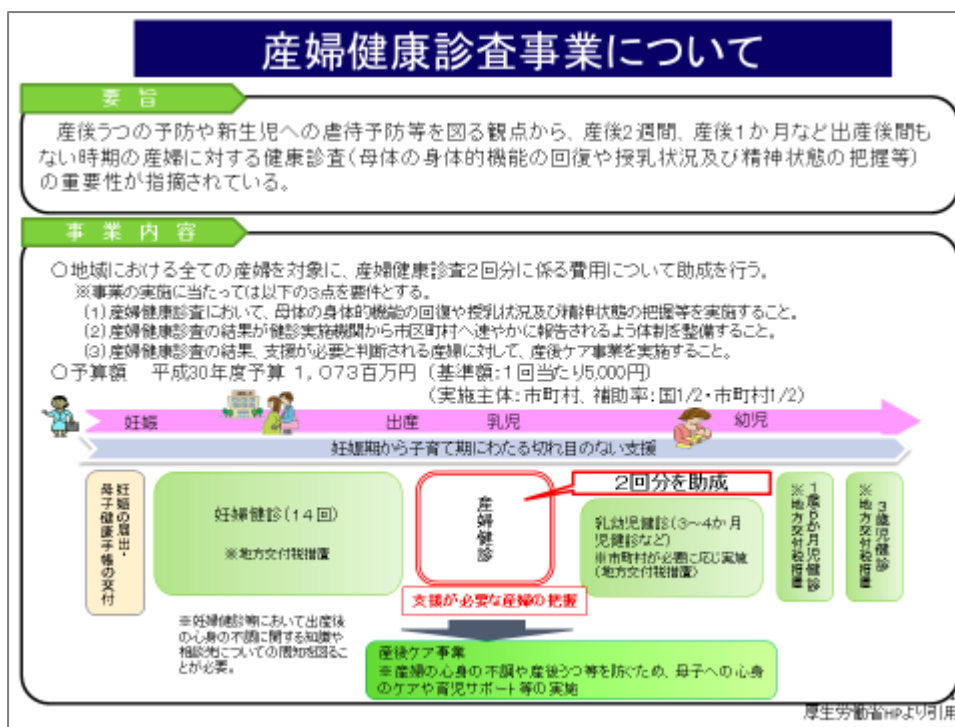 産婦健康診査事業について
要旨
産後うつの予防や新生児への虐待予防等を図る観点から、産後2週間、産後1か月など出産後間も
ない時期の産婦に対する健康診査(母体の身体的機能の回復や授乳状況及び精神状態の把握等)
の重要性が指摘されている。
事業内容
○地域における全ての産婦を対象に、産婦健康診査2回分に係る費用について助成を行う。
※事業の実施に当たっては以下の3点を要件とする。
(1)産婦健康診査において、母体の身体的機能の回復や授乳状況及び精神状態の把握等を実施すること。
(2)産婦健康診査の結果が健診実施機関から市区町村へ速やかに報告されるよう体制を整備すること。
(3)産婦健康診査の結果、支援が必要と判断される産婦に対して、産後ケア事業を実施すること。
○予算額 平成30年度予算 1,073百万円 (基準額:1回当たり5,000円)
(実施主体:市町村、補助率:国1/2・市町村1/2)
妊娠 出産 乳児 幼児
妊娠期から子育て期にわたる切れ目のない支援
妊娠の届出・
母子健康手帳の交付
妊婦健診(14回)
※地方交付税措置
産婦健診
2回分を助成
乳幼児健診(3~4か月
児健診など)
※市町村が必要に応じ実施
(地方交付税措置)
1歳6か月児健診
※地方交付税措置
3歳児健診
※地方交付税措置
支援が必要な産婦の把握
※妊婦健診等において出産後
の心身の不調に関する知識や
相談先についての周知を図るこ
とが必要。
産後ケア事業
※産婦の心身の不調や産後うつ等を防ぐため、母子への心身
のケアや育児サポート等の実施
厚生労働省HPより引用